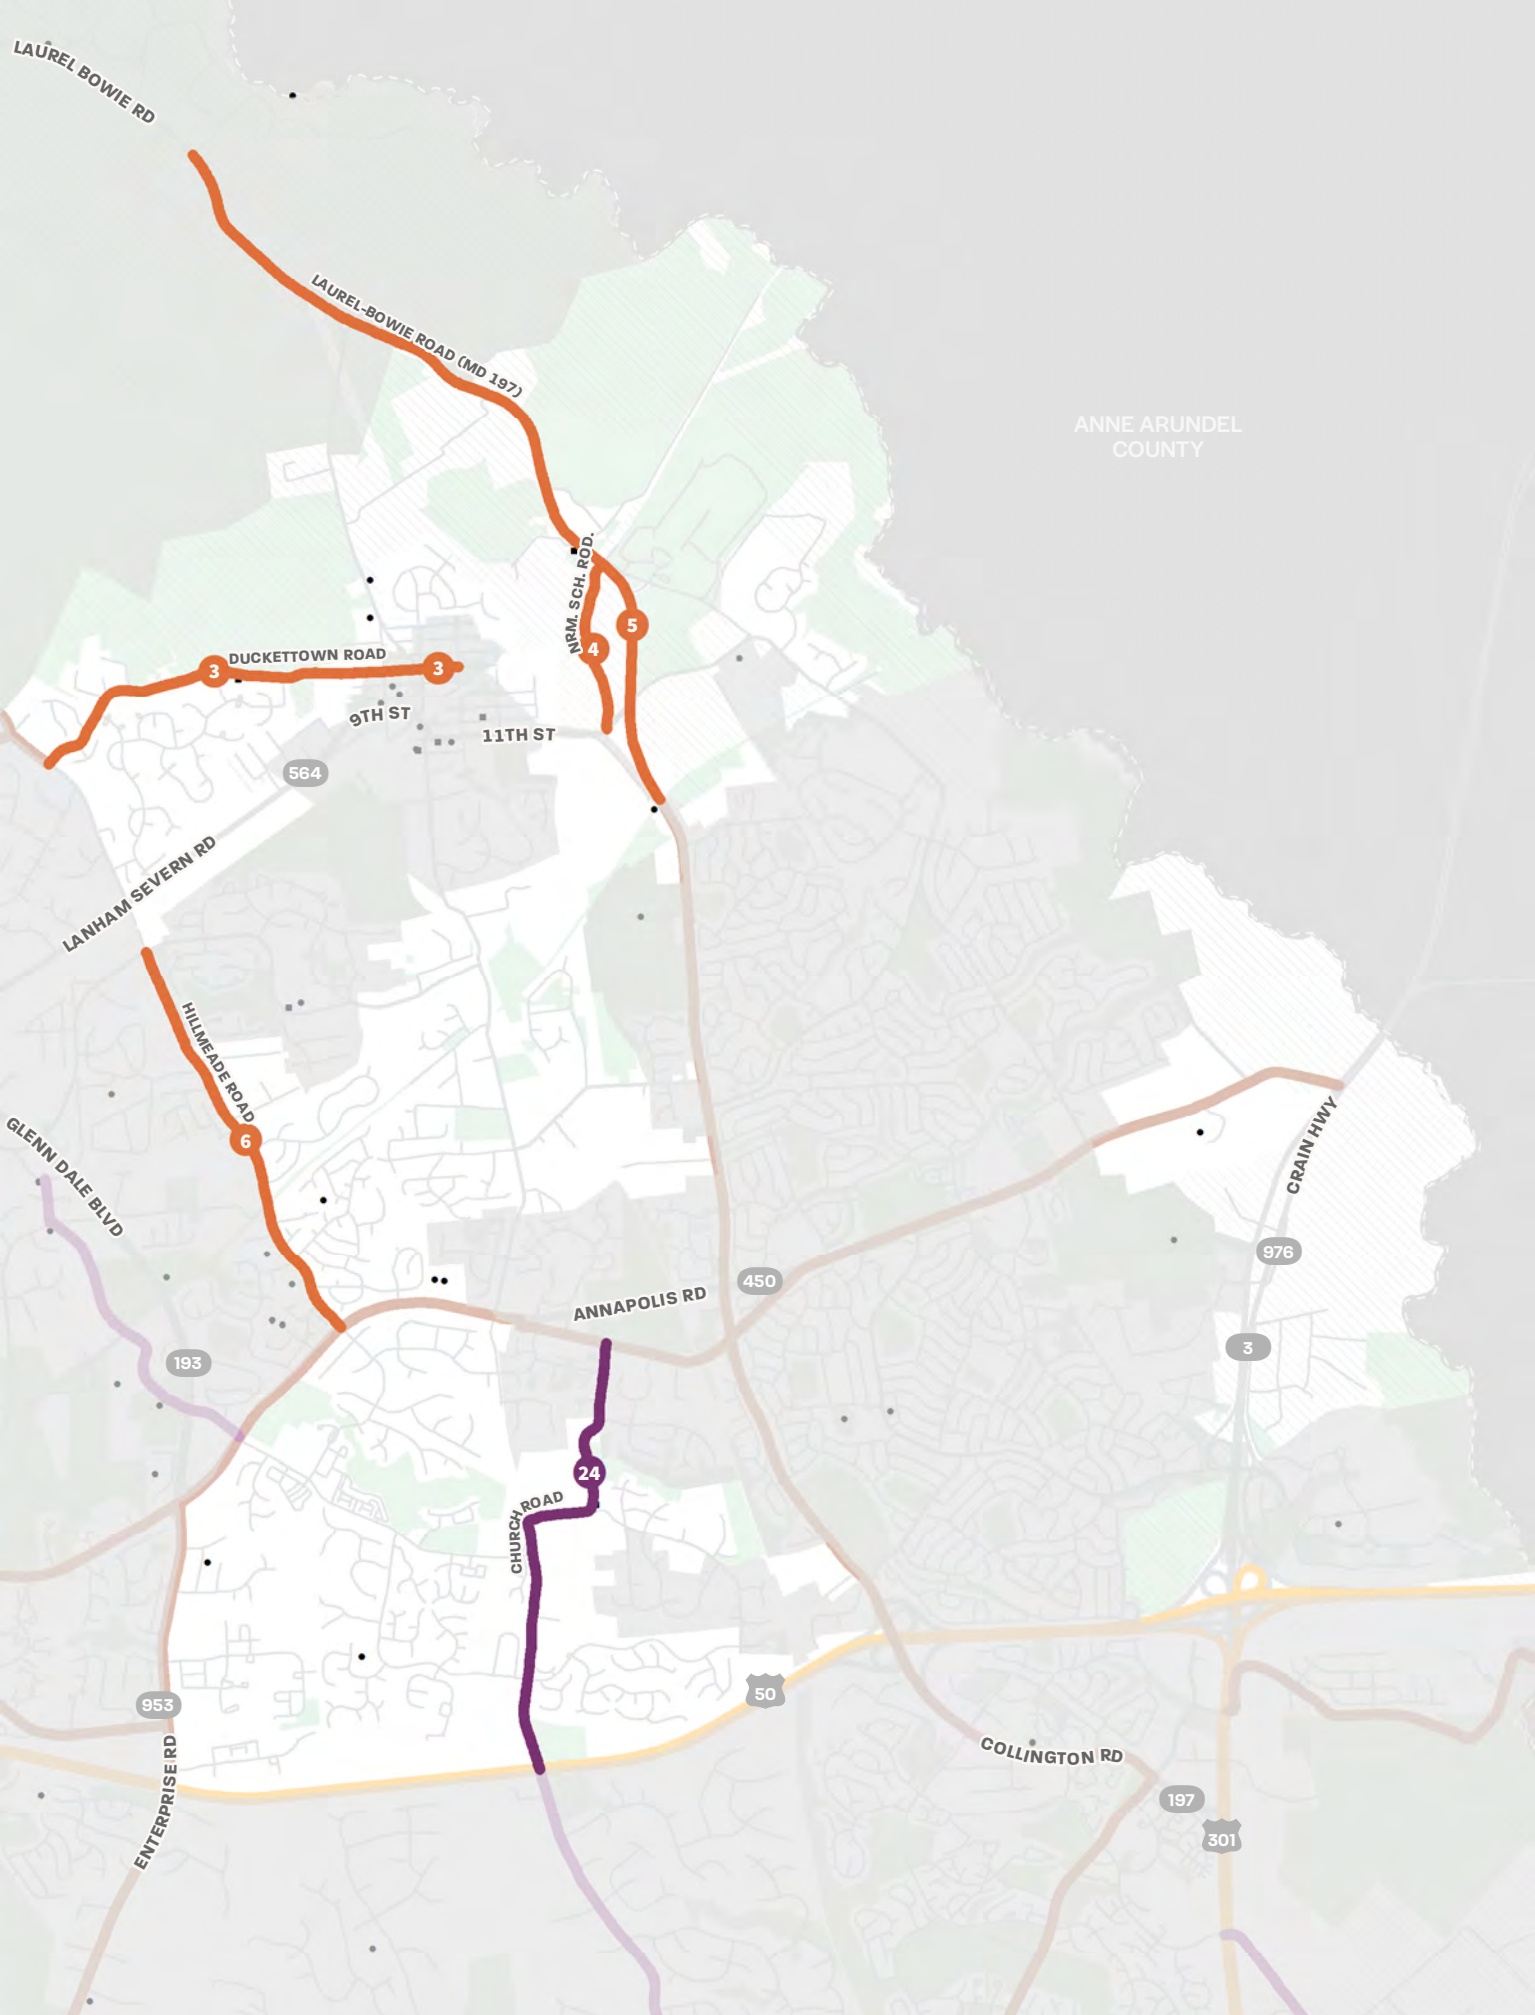 LAUREL BOWIE RD
LAUREL-BOWIE ROAD (MD 197)
ANNE ARUNDEL
COUNTY
NRM. SCH. ROD.
5
4
DUCKETTOWN ROAD
3
3
9TH ST
11TH ST
564
LANHAM SEVERN RD
HILLMEADE ROAD
6
GLENN DALE BLVD
CRAIN HWY
976
450
ANNAPOLIS RD
193
3
24
CHURCH ROAD
50
953
ENTERPRISE RD
COLLINGTON RD
197
301